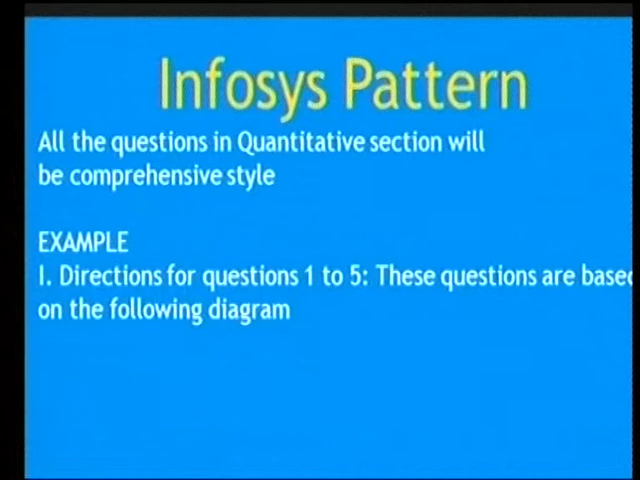 Infosys Pattern
All the questions in Quantitative section will
be comprehensive style
EXAMPLE
I. Directions for questions 1 to 5: These questions are based
on the following diagram